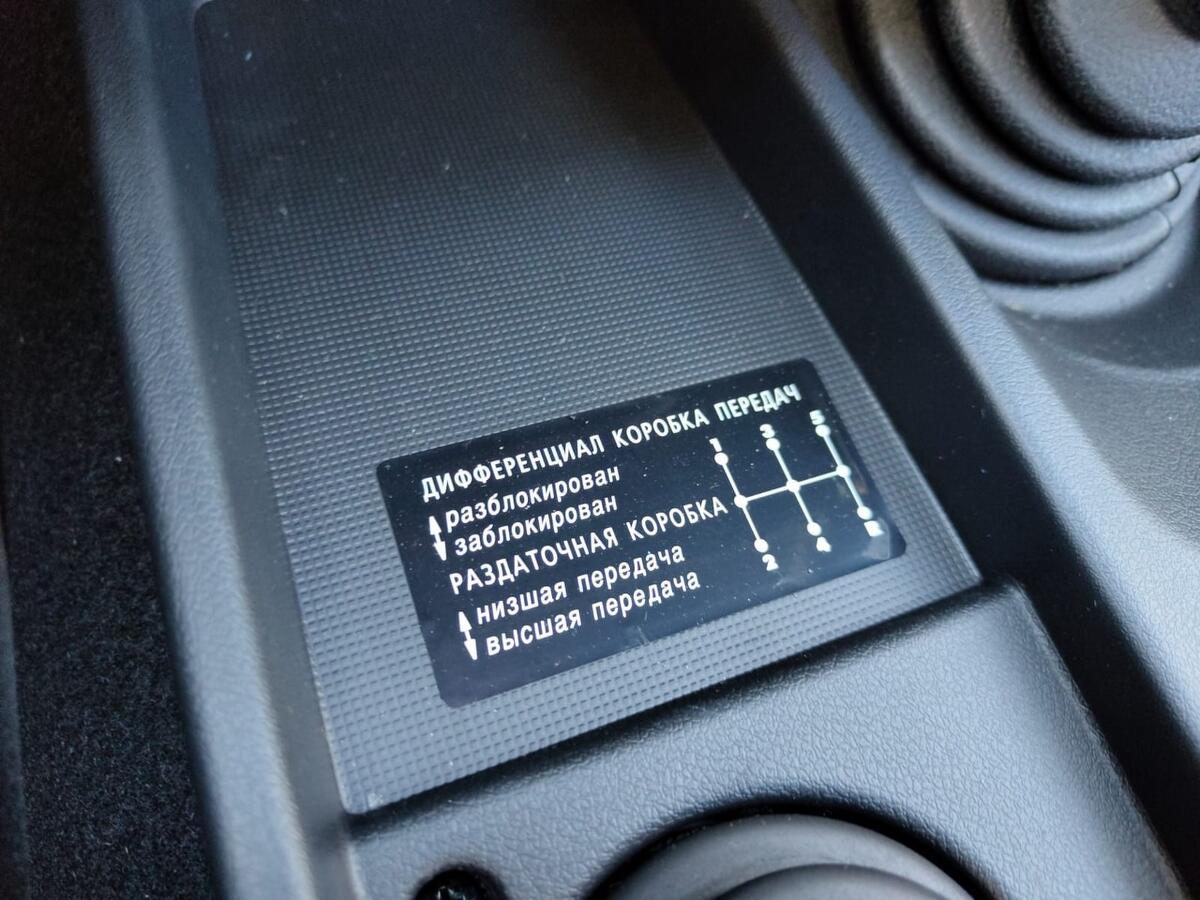 ДИФФЕРЕНЦИАЛ КОРОБКА ПЕРЕДАЧ
разблокирован
заблокирован
РАЗДАТОЧНАЯ КОРОБКА
низшая передача
высшая передача
1 3 5
2 4 R